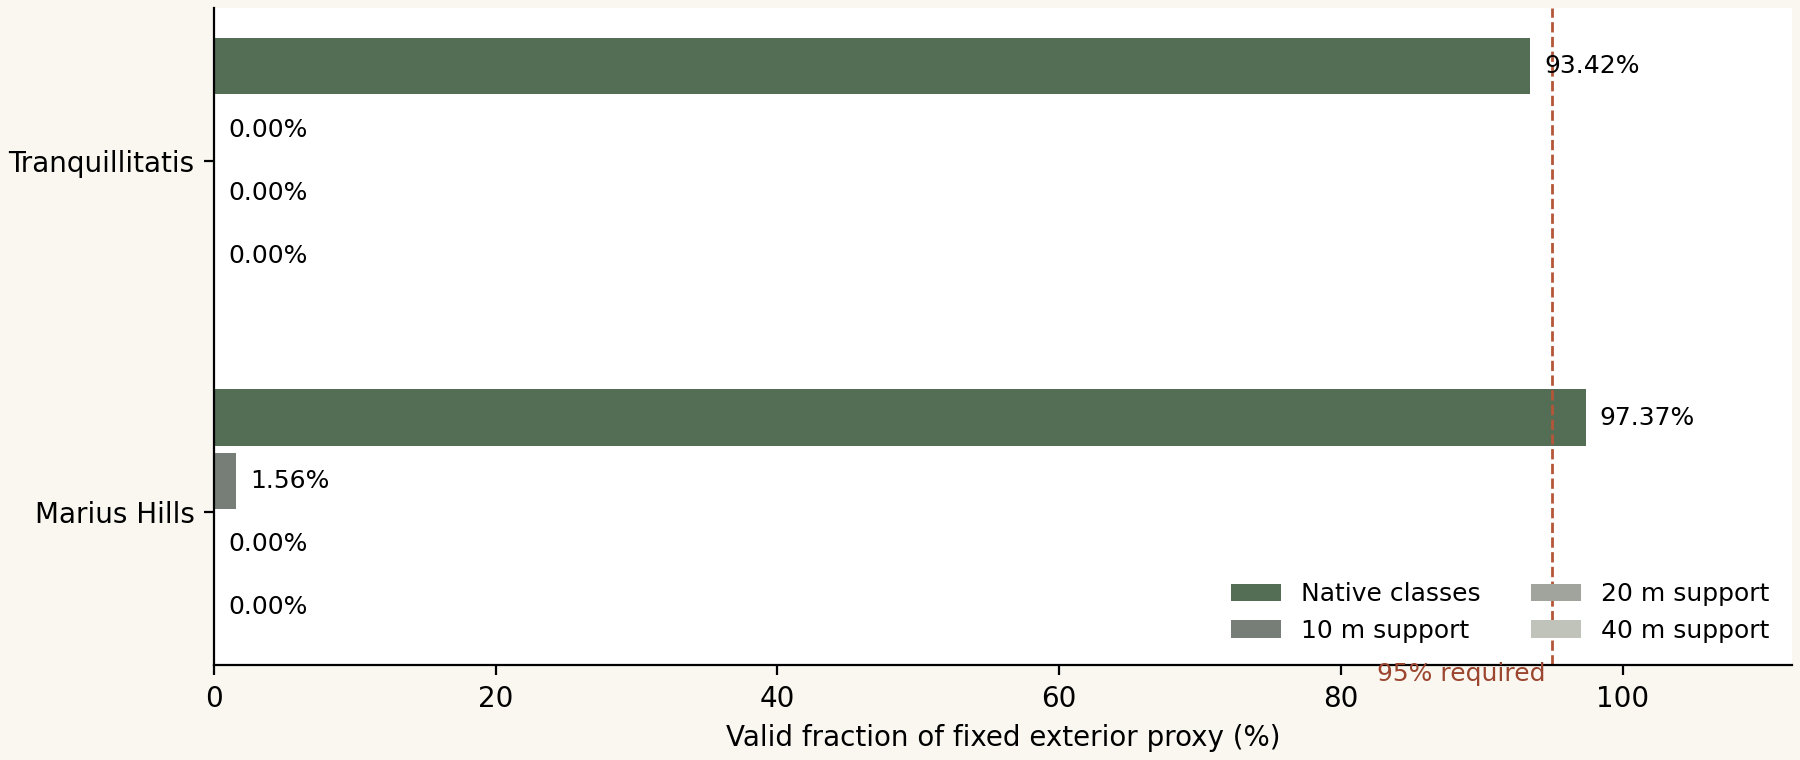 93.42%
0.00%
Tranquillitatis
0.00%
0.00%
97.37%
1.56%
Marius Hills
0.00%
0.00%
Native classes
20 m support
10 m support
40 m support
95% required
0
20
40
60
80
100
Valid fraction of fixed exterior proxy (%)